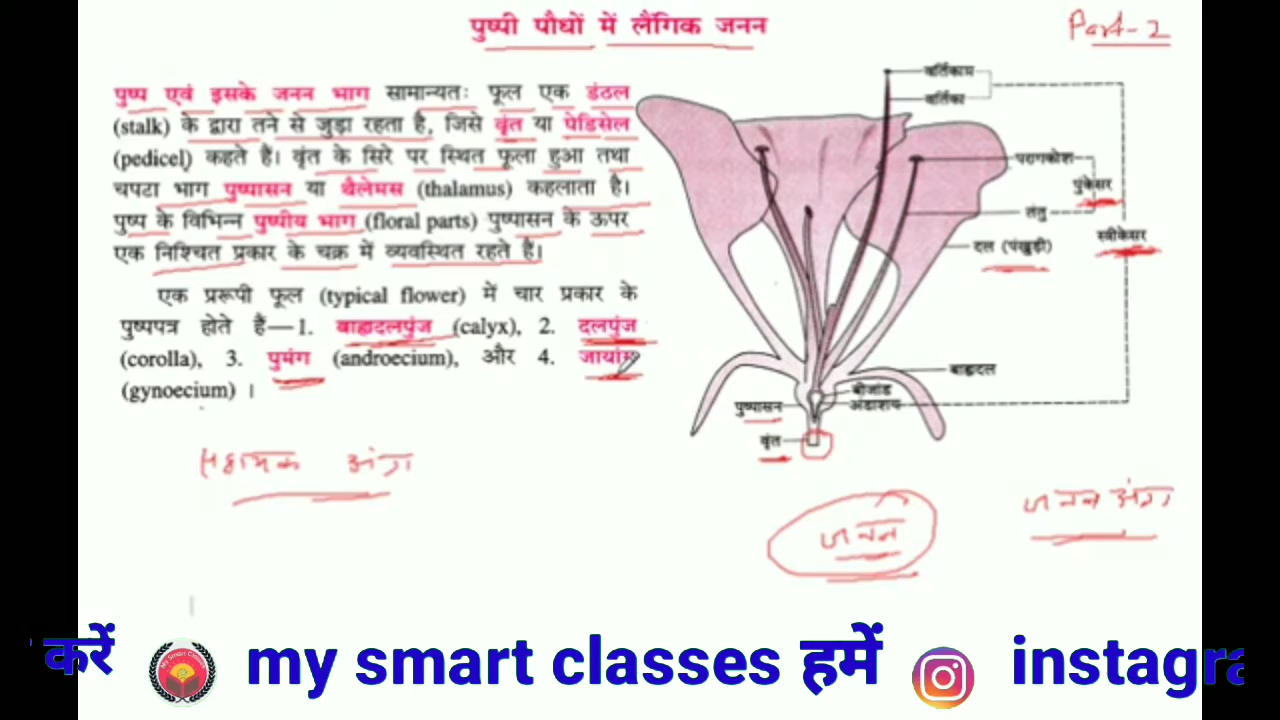 पुष्पी पौधों में लैंगिक जनन
Part-2
पुष्प एवं इसके जनन भाग सामान्यतः फूल एक डंठल
(stalk) के द्वारा तने से जुड़ा रहता है, जिसे वृंत या पेडिसेल
(pedicel) कहते हैं। वृंत के सिरे पर स्थित फूला हुआ तथा
चपटा भाग पुष्पासन या थैलेमस (thalamus) कहलाता है।
पुष्प के विभिन्न पुष्पीय भाग (floral parts) पुष्पासन के ऊपर
एक निश्चित प्रकार के चक्र में व्यवस्थित रहते हैं।
एक प्ररूपी फूल (typical flower) में चार प्रकार के
पुष्पपत्र होते हैं—1. बाह्यदलपुंज (calyx), 2. दलपुंज
(corolla), 3. पुमंग (androecium), और 4. जायांग
(gynoecium) ।
वर्तिकाग्र
वर्तिका
परागकोश
पुंकेसर
तंतु
स्त्रीकेसर
दल (पंखुड़ी)
बाह्यदल
बीजांड
पुष्पासन
अंडाशय
वृंत
सहायक अंग
जनन अंग
जनन
करें
my smart classes हमें
instagra